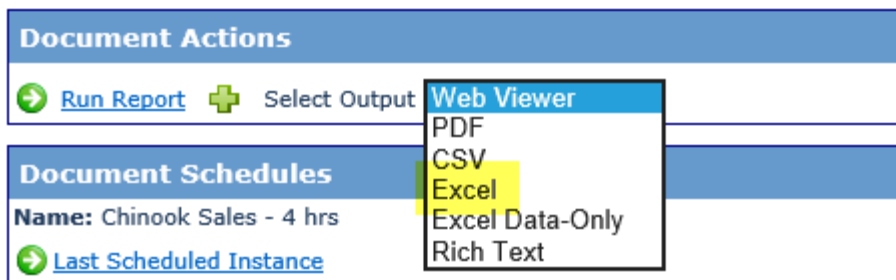 Document Actions
Run Report Select Output Web Viewer
PDF
CSV
Excel
Excel Data-Only
Rich Text
Document Schedules
Name: Chinook Sales - 4 hrs
Last Scheduled Instance